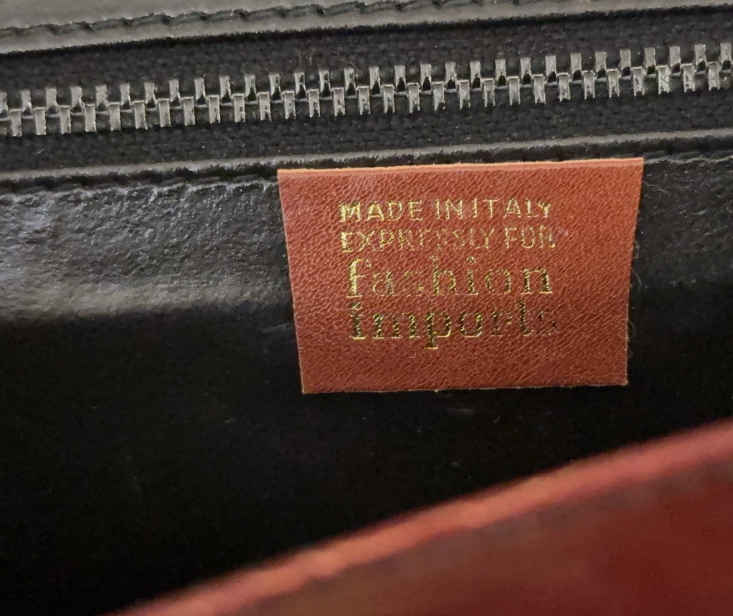 MADE IN ITALY
EXPRESSLY FOR
fashion
imports